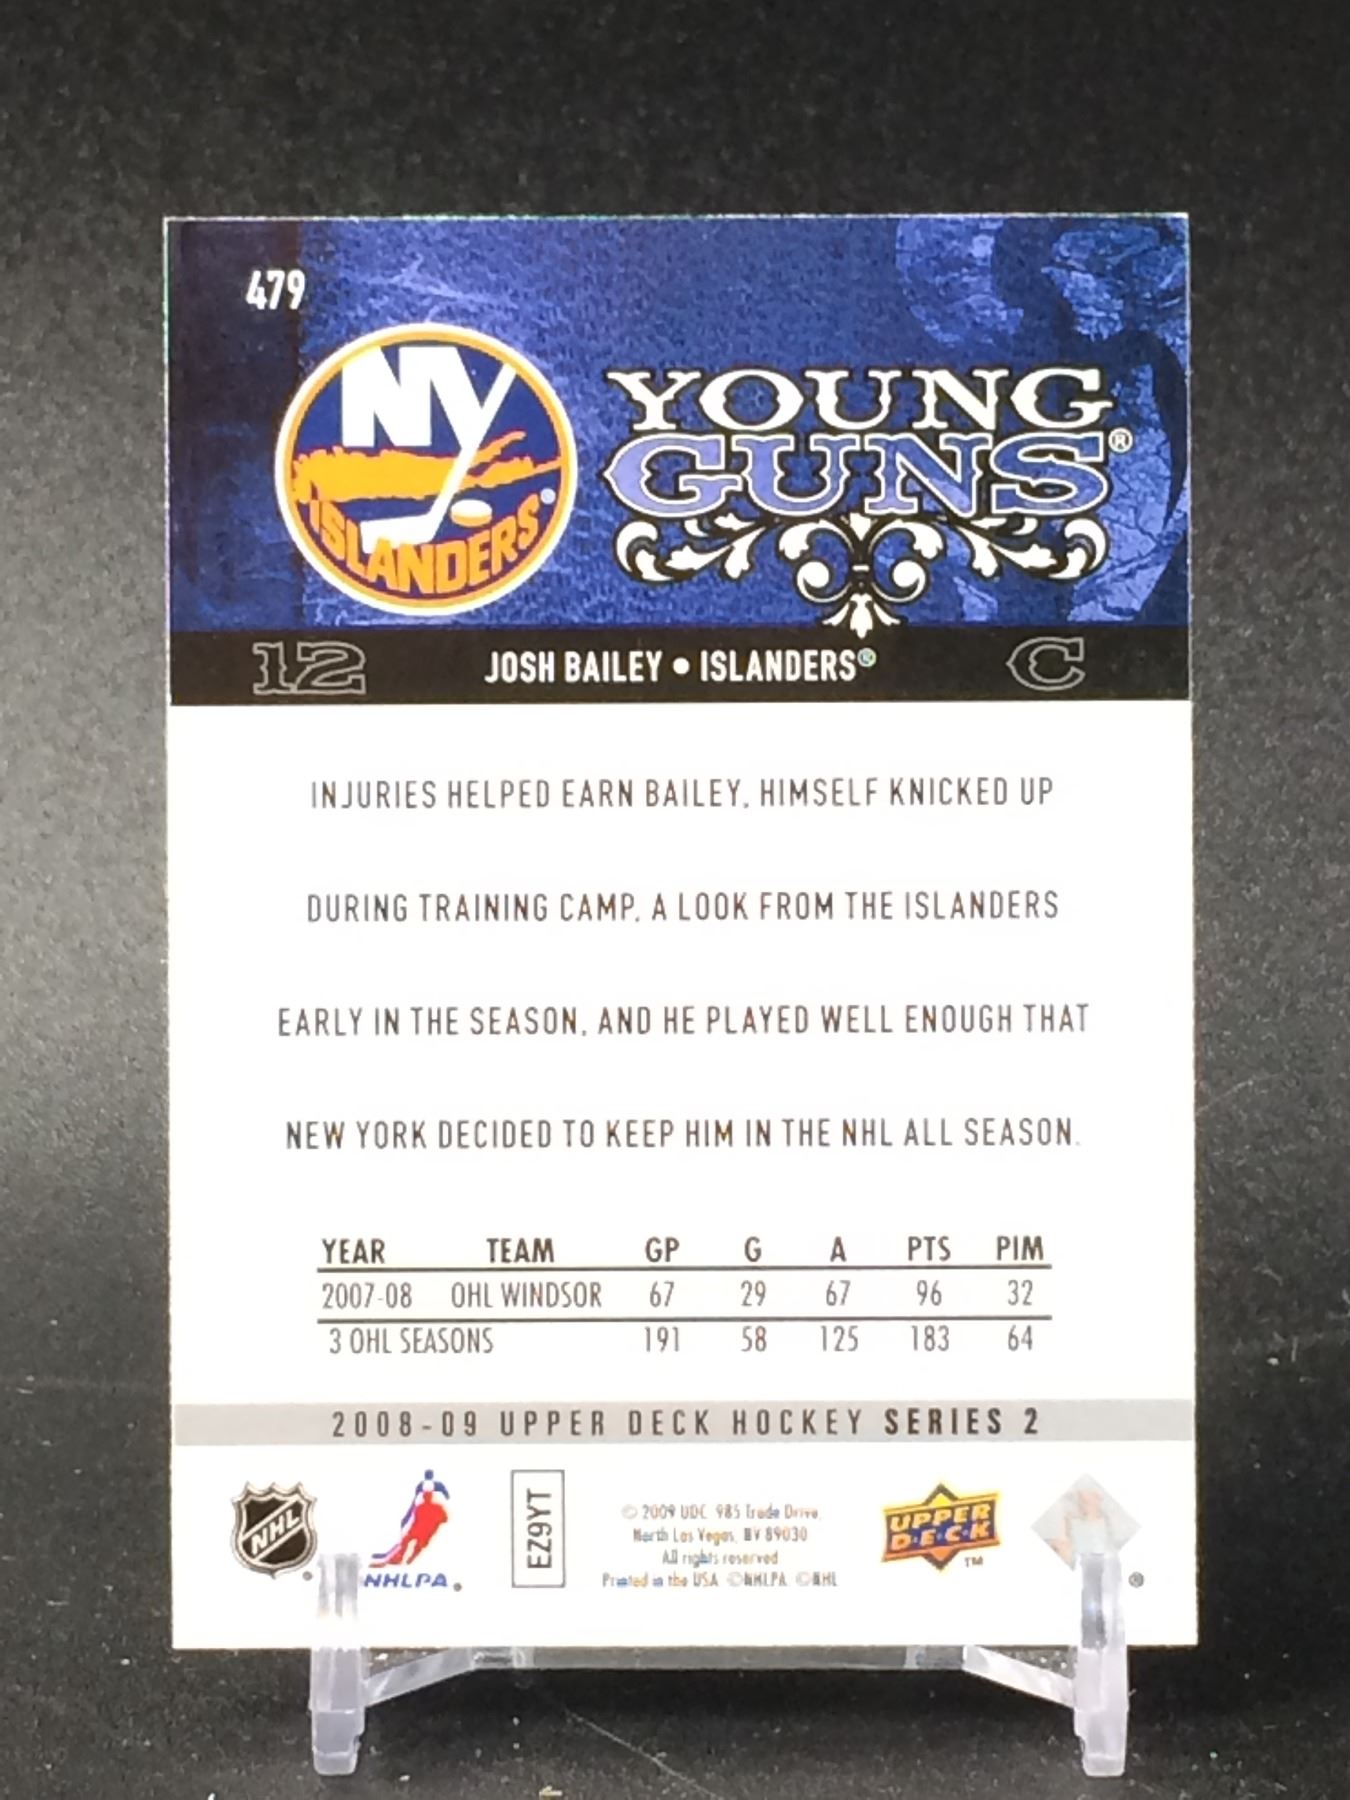 479
NY
ISLANDERS®
YOUNG
GUNS®
12 JOSH BAILEY • ISLANDERS® C
INJURIES HELPED EARN BAILEY, HIMSELF KNICKED UP
DURING TRAINING CAMP, A LOOK FROM THE ISLANDERS
EARLY IN THE SEASON, AND HE PLAYED WELL ENOUGH THAT
NEW YORK DECIDED TO KEEP HIM IN THE NHL ALL SEASON.
YEAR TEAM GP G A PTS PIM
2007-08 OHL WINDSOR 67 29 67 96 32
3 OHL SEASONS 191 58 125 183 64
2008-09 UPPER DECK HOCKEY SERIES 2
NHL ®
NHLPA®
EZ9YT
© 2009 UDC 985 Trade Drive,
North Las Vegas, NV 89030
All rights reserved
Printed in the USA ©NHLPA ©NHL
UPPER
D·E·C·K
TM
®